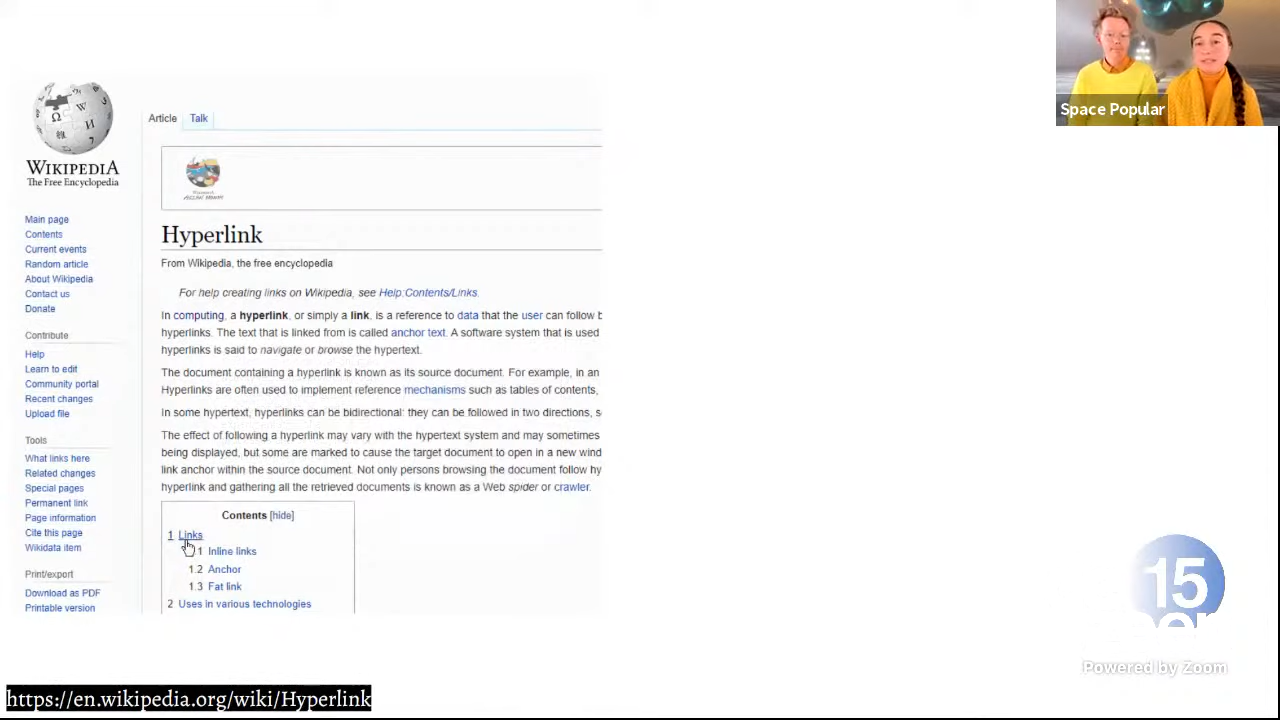 Space Popular
WIKIPEDIA
The Free Encyclopedia
Main page
Contents
Current events
Random article
About Wikipedia
Contact us
Donate
Contribute
Help
Learn to edit
Community portal
Recent changes
Upload file
Tools
What links here
Related changes
Special pages
Permanent link
Page information
Cite this page
Wikidata item
Print/export
Download as PDF
Printable version
Article Talk
Hyperlink
From Wikipedia, the free encyclopedia
For help creating links on Wikipedia, see Help:Contents/Links.
In computing, a hyperlink, or simply a link, is a reference to data that the user can follow b
hyperlinks. The text that is linked from is called anchor text. A software system that is used
hyperlinks is said to navigate or browse the hypertext.
The document containing a hyperlink is known as its source document. For example, in an
Hyperlinks are often used to implement reference mechanisms such as tables of contents,
In some hypertext, hyperlinks can be bidirectional: they can be followed in two directions, s
The effect of following a hyperlink may vary with the hypertext system and may sometimes
being displayed, but some are marked to cause the target document to open in a new wind
link anchor within the source document. Not only persons browsing the document follow hy
hyperlink and gathering all the retrieved documents is known as a Web spider or crawler.
Contents [hide]
1 Links
1 Inline links
1.2 Anchor
1.3 Fat link
2 Uses in various technologies
15
Powered by Zoom
https://en.wikipedia.org/wiki/Hyperlink